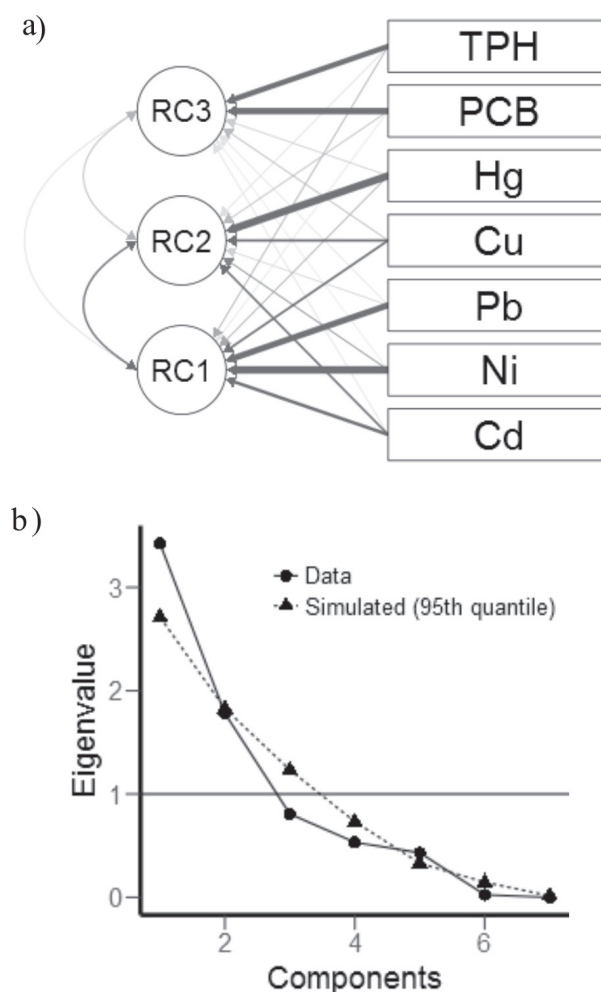 a)
TPH
RC3
PCB
Hg
RC2
Cu
Pb
RC1
Ni
Cd
b)
3
Data
Simulated (95th quantile)
2
Eigenvalue
1
0
2
4
6
Components